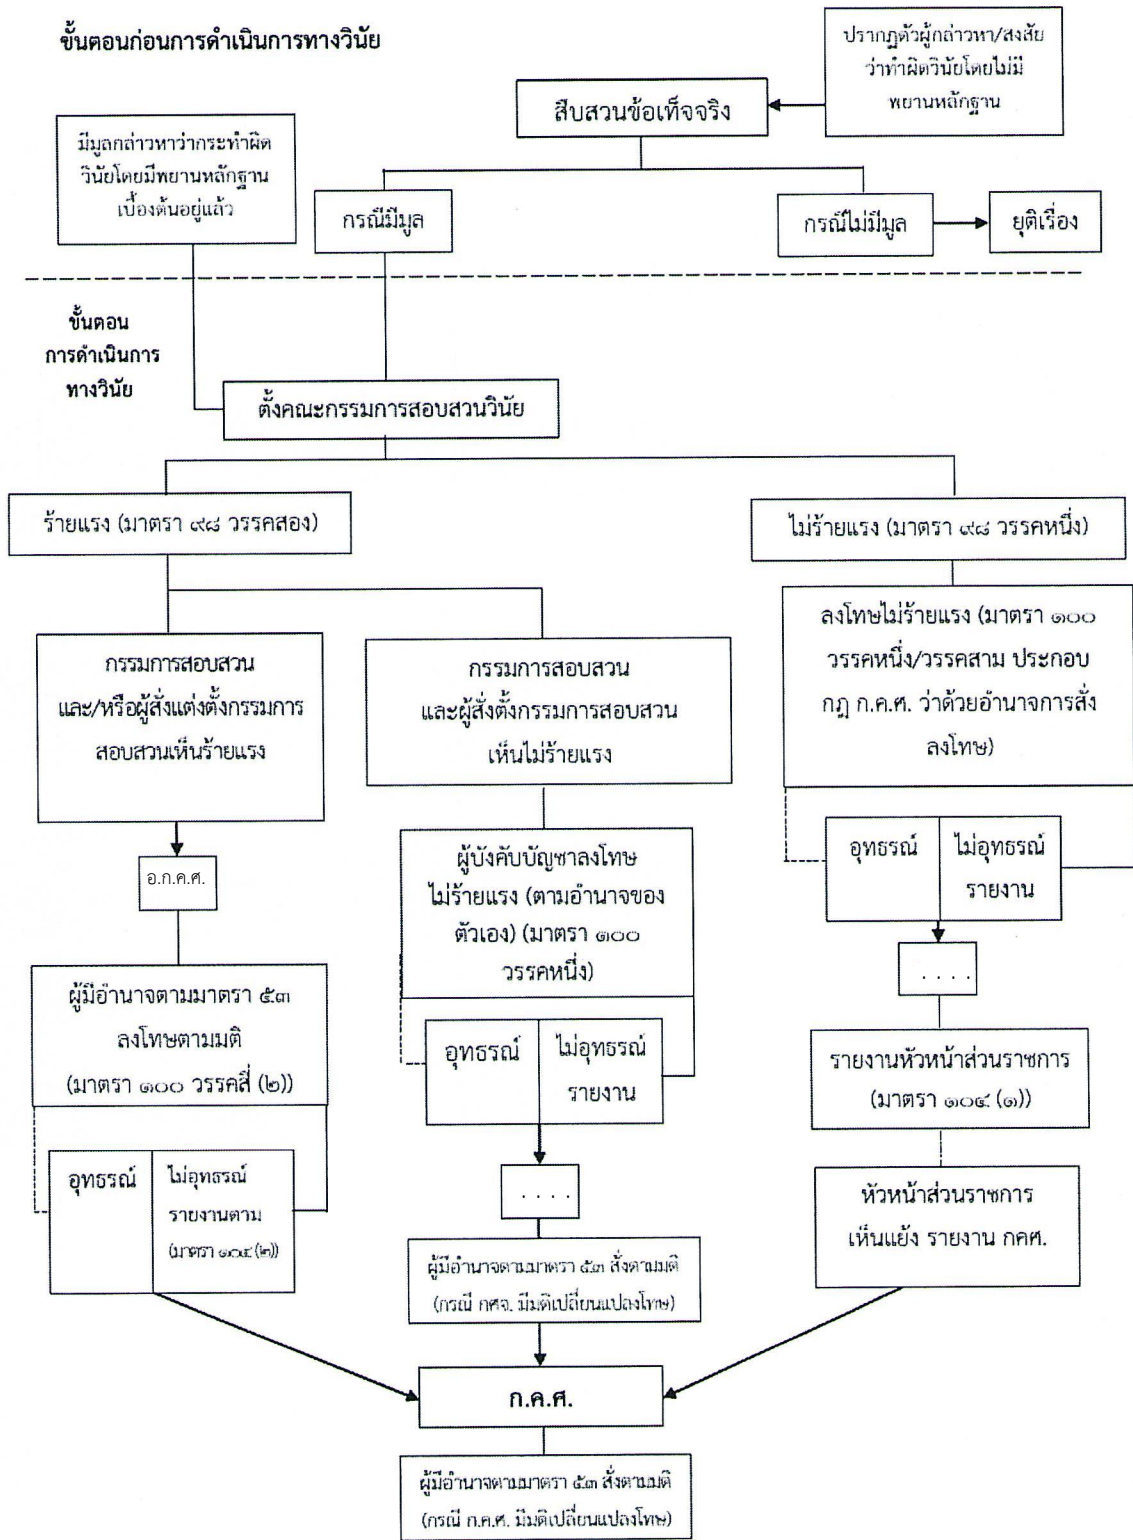 ขั้นตอนก่อนการดำเนินการทางวินัย
ปรากฏตัวผู้กล่าวหา/สงสัย
ว่าทำผิดวินัยโดยไม่มี
พยานหลักฐาน
สืบสวนข้อเท็จจริง
มีมูลกล่าวหาว่ากระทำผิด
วินัยโดยมีพยานหลักฐาน
เบื้องต้นอยู่แล้ว
กรณีมีมูล
กรณีไม่มีมูล
ยุติเรื่อง
ขั้นตอน
การดำเนินการ
ทางวินัย
ตั้งคณะกรรมการสอบสวนวินัย
ร้ายแรง (มาตรา ๙๘ วรรคสอง)
ไม่ร้ายแรง (มาตรา ๙๘ วรรคหนึ่ง)
กรรมการสอบสวน
และ/หรือผู้สั่งแต่งตั้งกรรมการ
สอบสวนเห็นร้ายแรง
กรรมการสอบสวน
และผู้สั่งตั้งกรรมการสอบสวน
เห็นไม่ร้ายแรง
ลงโทษไม่ร้ายแรง (มาตรา ๑๐๐
วรรคหนึ่ง/วรรคสาม ประกอบ
กฎ ก.ค.ศ. ว่าด้วยอำนาจการสั่ง
ลงโทษ)
อ.ก.ค.ศ.
ผู้บังคับบัญชาลงโทษ
ไม่ร้ายแรง (ตามอำนาจของ
ตัวเอง) (มาตรา ๑๐๐
วรรคหนึ่ง)
อุทธรณ์
ไม่อุทธรณ์
รายงาน
. . . .
ผู้มีอำนาจตามมาตรา ๕๓
ลงโทษตามมติ
(มาตรา ๑๐๐ วรรคสี่ (๒))
อุทธรณ์
ไม่อุทธรณ์
รายงาน
. . . .
รายงานหัวหน้าส่วนราชการ
(มาตรา ๑๐๔ (๑))
อุทธรณ์
ไม่อุทธรณ์
รายงานตาม
(มาตรา ๑๐๔ (๒))
หัวหน้าส่วนราชการ
เห็นแย้ง รายงาน กคศ.
ผู้มีอำนาจตามมาตรา ๕๓ สั่งตามมติ
(กรณี กศจ. มีมติเปลี่ยนแปลงโทษ)
ก.ค.ศ.
ผู้มีอำนาจตามมาตรา ๕๓ สั่งตามมติ
(กรณี ก.ค.ศ. มีมติเปลี่ยนแปลงโทษ)